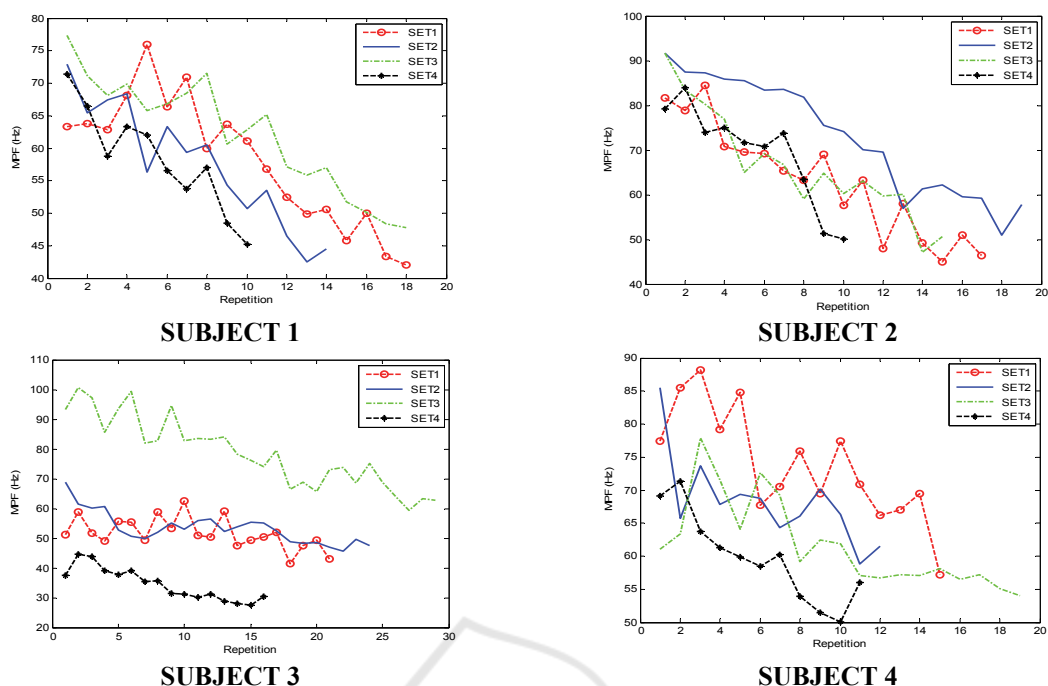 80
75
70
65
60
55
50
45
40
MPF (Hz)
0 2 4 6 8 10 12 14 16 18 20
Repetition
SET1
SET2
SET3
SET4
SUBJECT 1
100
90
80
70
60
50
40
MPF (Hz)
0 2 4 6 8 10 12 14 16 18 20
Repetition
SET1
SET2
SET3
SET4
SUBJECT 2
110
100
90
80
70
60
50
40
30
20
MPF (Hz)
0 5 10 15 20 25 30
Repetition
SET1
SET2
SET3
SET4
SUBJECT 3
90
85
80
75
70
65
60
55
50
MPF (Hz)
0 2 4 6 8 10 12 14 16 18 20
Repetition
SET1
SET2
SET3
SET4
SUBJECT 4